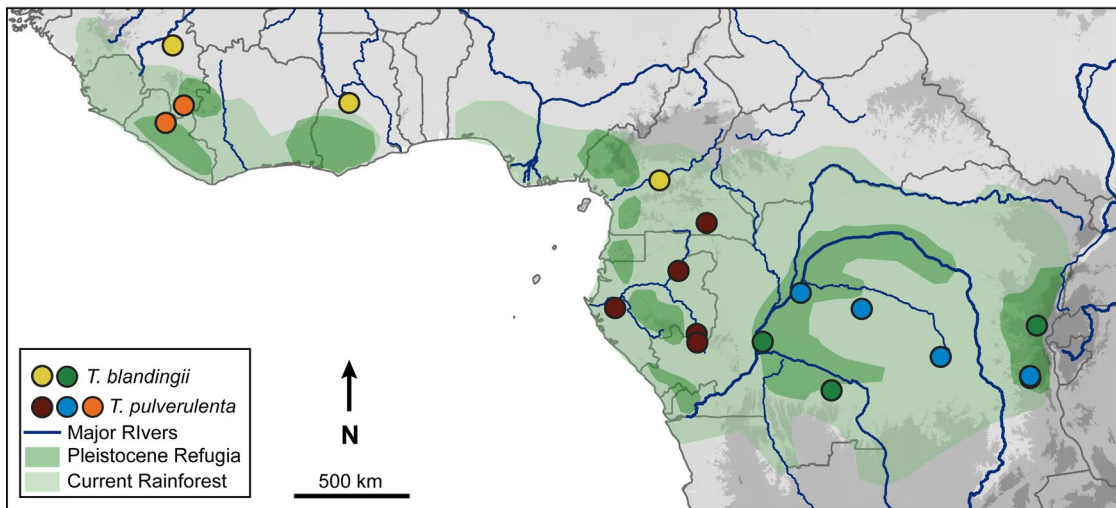 T. blandingii
T. pulverulenta
Major RIvers
Pleistocene Refugia
Current Rainforest
N
500 km